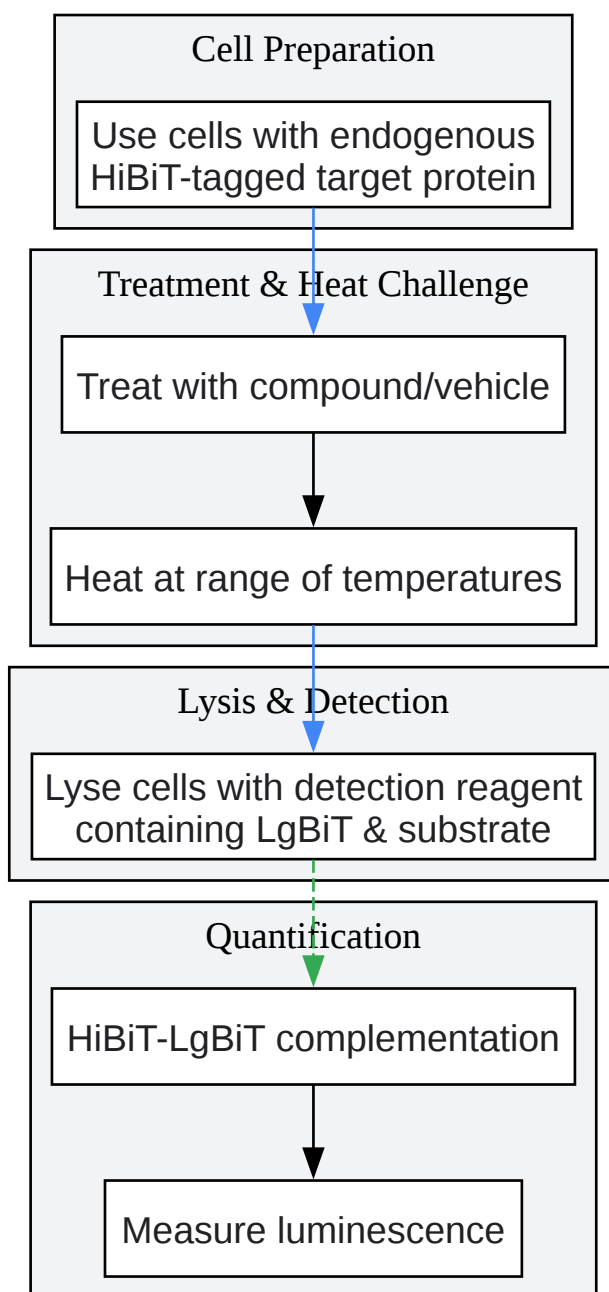 Cell Preparation
Use cells with endogenous
HiBiT-tagged target protein
Treatment & Heat Challenge
Treat with compound/vehicle
Heat at range of temperatures
Lysis & Detection
Lyse cells with detection reagent
containing LgBiT & substrate
Quantification
HiBiT-LgBiT complementation
Measure luminescence